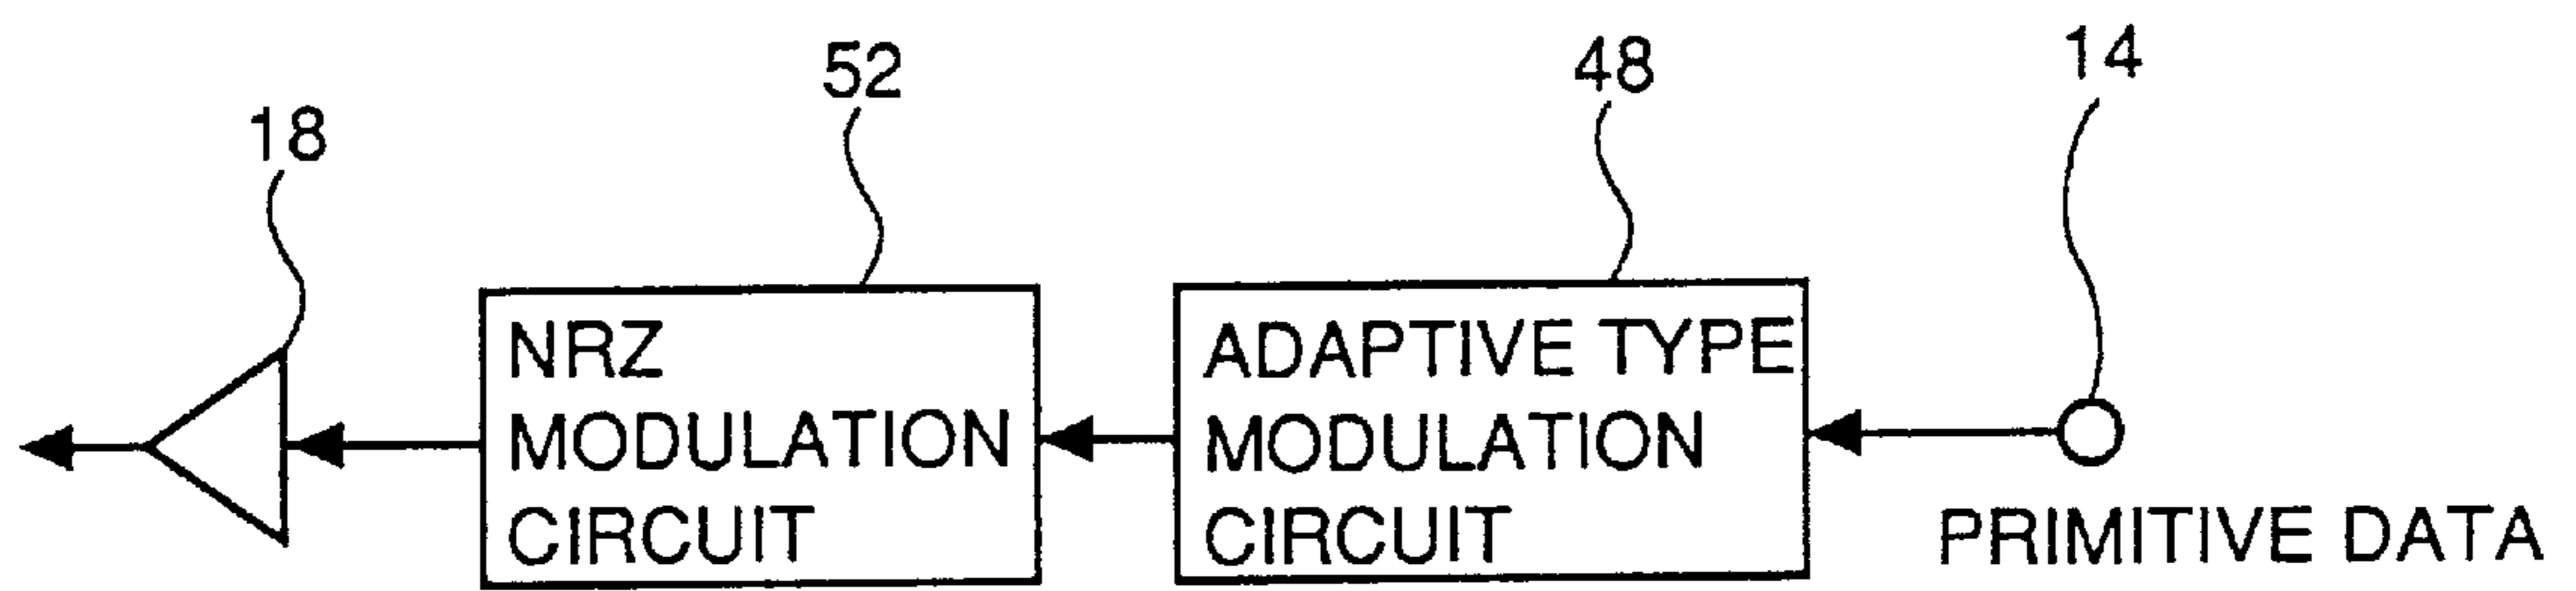 18
52
48
14
NRZ
MODULATION
CIRCUIT
ADAPTIVE TYPE
MODULATION
CIRCUIT
PRIMITIVE DATA